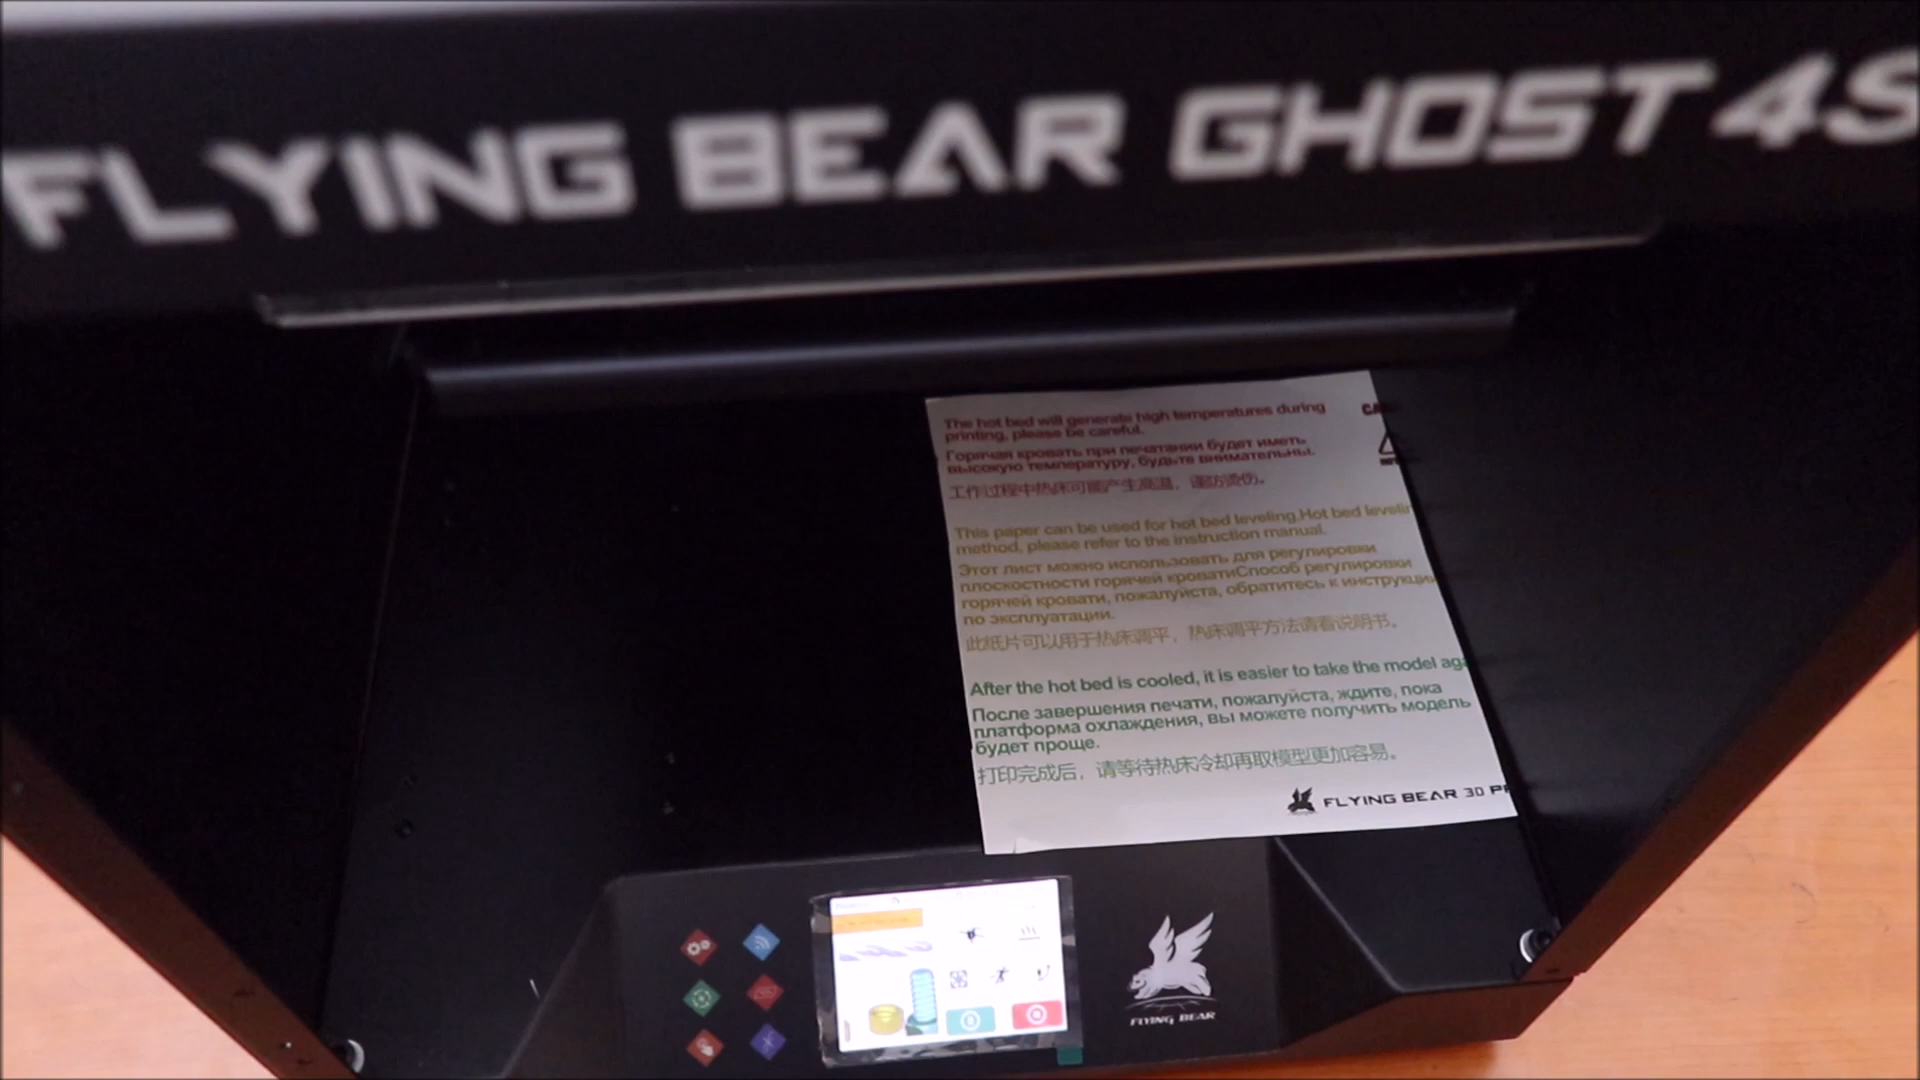 FLYING BEAR GHOST 4S
The hot bed will generate high temperatures during
printing, please be careful.
Горячая кровать при печатании будет иметь
высокую температуру, будьте внимательны.
工作过程中热床可能产生高温，谨防烫伤。
This paper can be used for hot bed leveling.Hot bed
method, please refer to the instruction manual.
Этот лист можно использовать для регулировки
плоскостности горячей кроватиСпособ регулировки
горячей кровати, пожалуйста, обратитесь к инструкции
по эксплуатации.
此纸片可以用于热床调平，热床调平方法请看说明书。
After the hot bed is cooled, it is easier to take the model
После завершения печати, пожалуйста, ждите, пока
платформа охлаждения, вы можете получить модель
будет проще.
打印完成后，请等待热床冷却再取模型更加容易。
FLYING BEAR 3D
FLYING BEAR